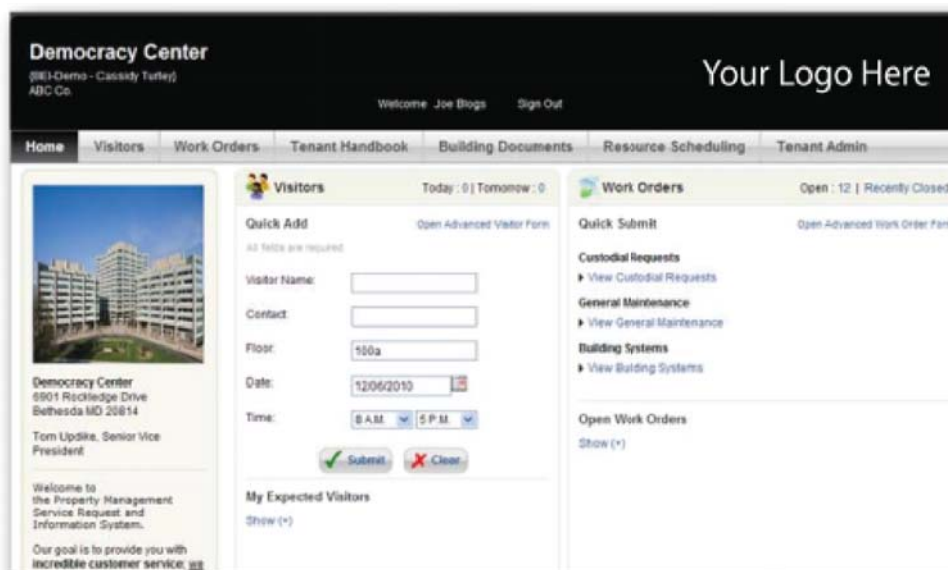 Democracy Center
(BEI-Demo - Cassidy Turley)
ABC Co.
Welcome Joe Blogs Sign Out
Your Logo Here
Home Visitors Work Orders Tenant Handbook Building Documents Resource Scheduling Tenant Admin
Democracy Center
6901 Rockledge Drive
Bethesda MD 20814
Tom Updike, Senior Vice
President
Welcome to
the Property Management
Service Request and
Information System.
Our goal is to provide you with
incredible customer service; we
Visitors Today : 0 | Tomorrow : 0
Quick Add Open Advanced Visitor Form
All fields are required
Visitor Name:
Contact:
Floor: 100a
Date: 12/06/2010
Time: 8 A.M. 5 P.M.
Submit Clear
My Expected Visitors
Show (+)
Work Orders Open : 12 | Recently Closed
Quick Submit Open Advanced Work Order Form
Custodial Requests
View Custodial Requests
General Maintenance
View General Maintenance
Building Systems
View Building Systems
Open Work Orders
Show (+)